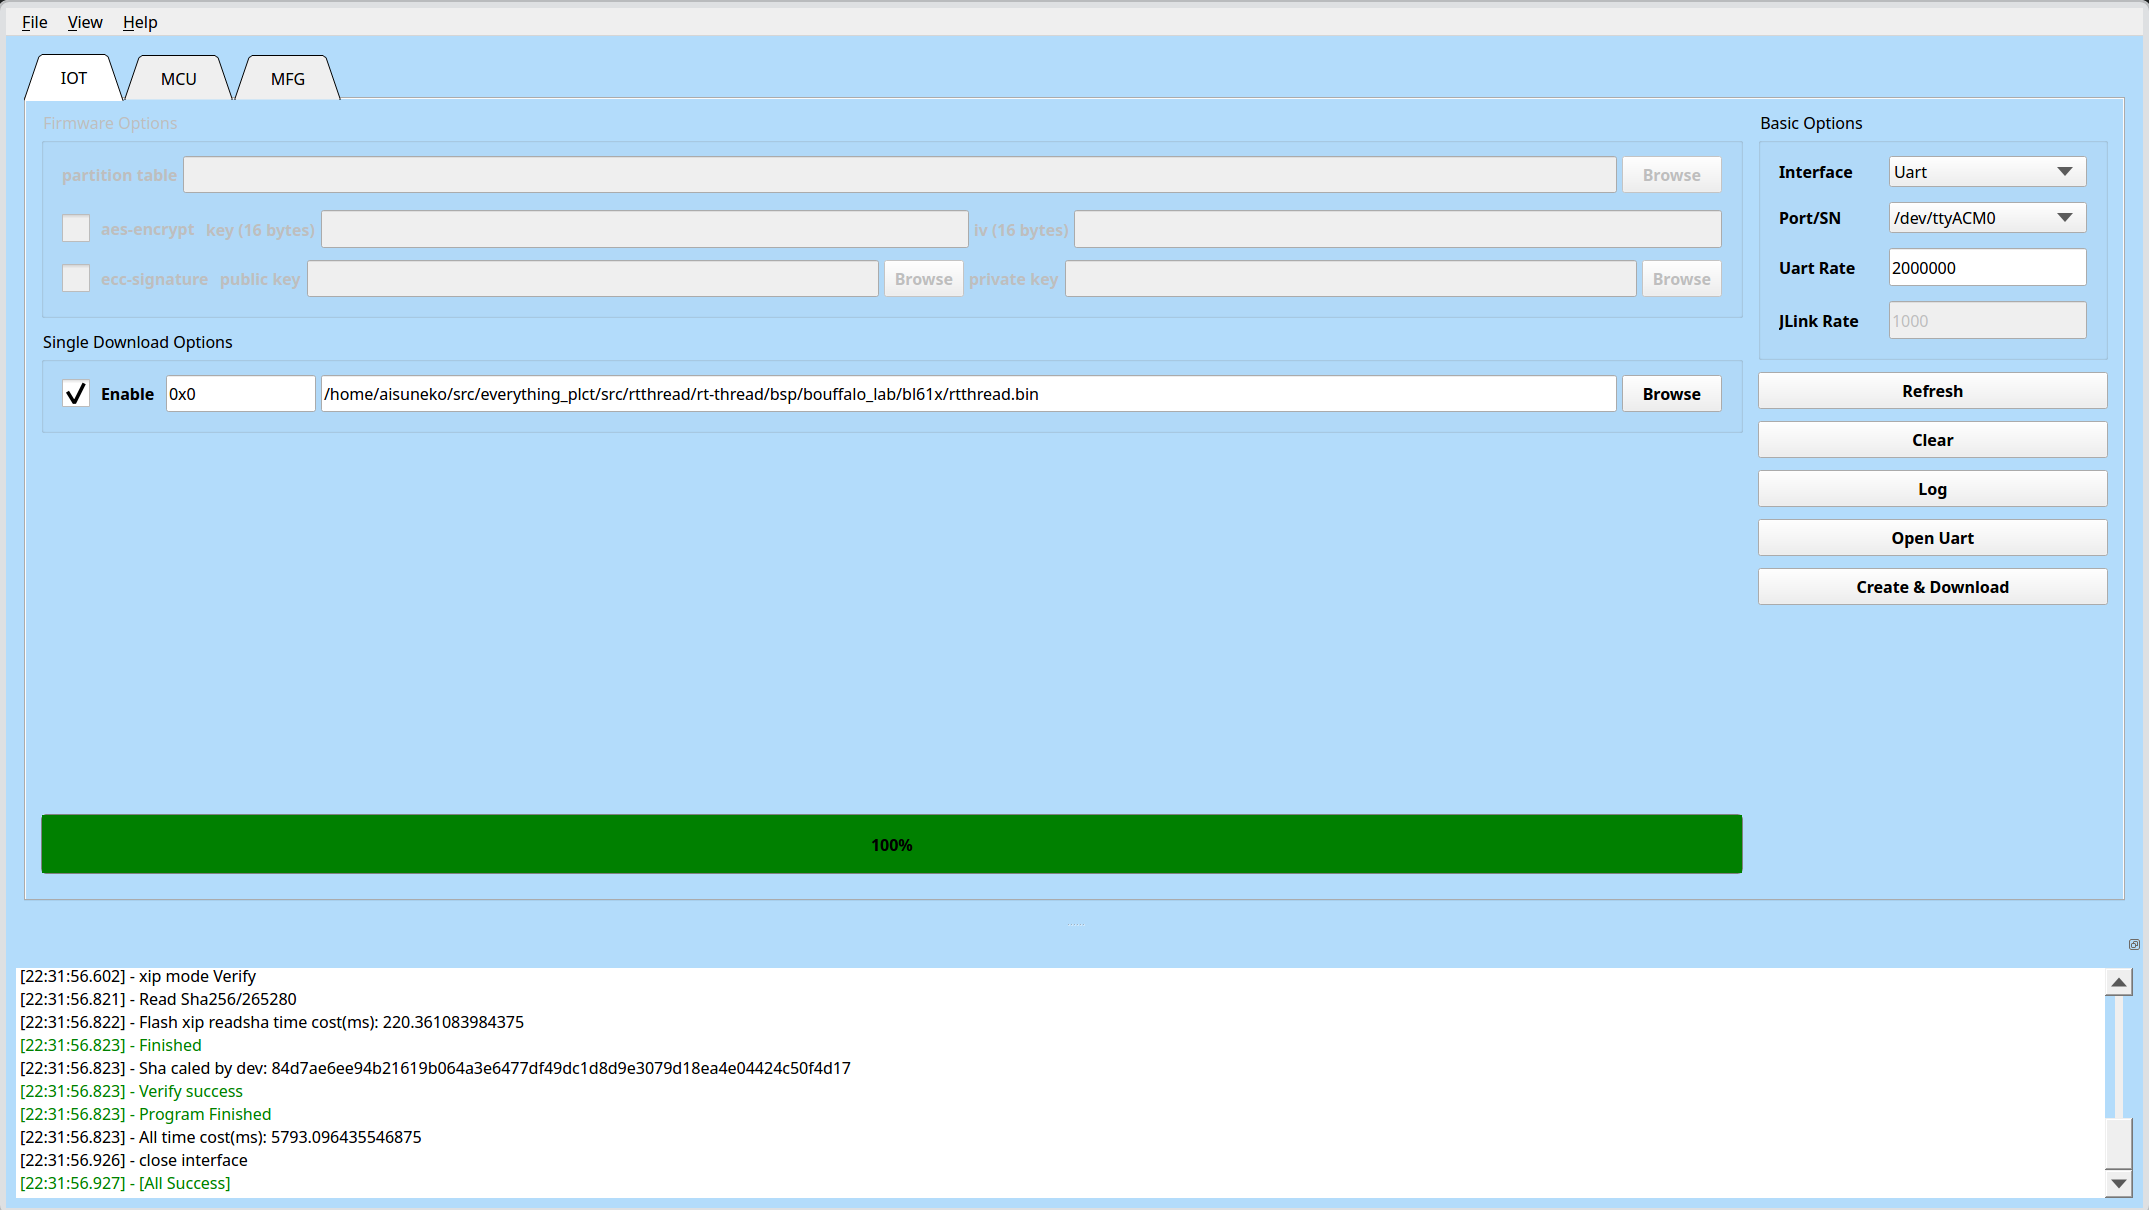 File View Help
IOT MCU MFG
Firmware Options
partition table Browse
aes-encrypt key (16 bytes) iv (16 bytes)
ecc-signature public key Browse private key Browse
Single Download Options
Enable 0x0 /home/aisuneko/src/everything_plct/src/rtthread/rt-thread/bsp/bouffalo_lab/bl61x/rtthread.bin Browse
100%
Basic Options
Interface Uart
Port/SN /dev/ttyACM0
Uart Rate 2000000
JLink Rate 1000
Refresh
Clear
Log
Open Uart
Create & Download
[22:31:56.602] - xip mode Verify
[22:31:56.821] - Read Sha256/265280
[22:31:56.822] - Flash xip readsha time cost(ms): 220.361083984375
[22:31:56.823] - Finished
[22:31:56.823] - Sha caled by dev: 84d7ae6ee94b21619b064a3e6477df49dc1d8d9e3079d18ea4e04424c50f4d17
[22:31:56.823] - Verify success
[22:31:56.823] - Program Finished
[22:31:56.823] - All time cost(ms): 5793.096435546875
[22:31:56.926] - close interface
[22:31:56.927] - [All Success]